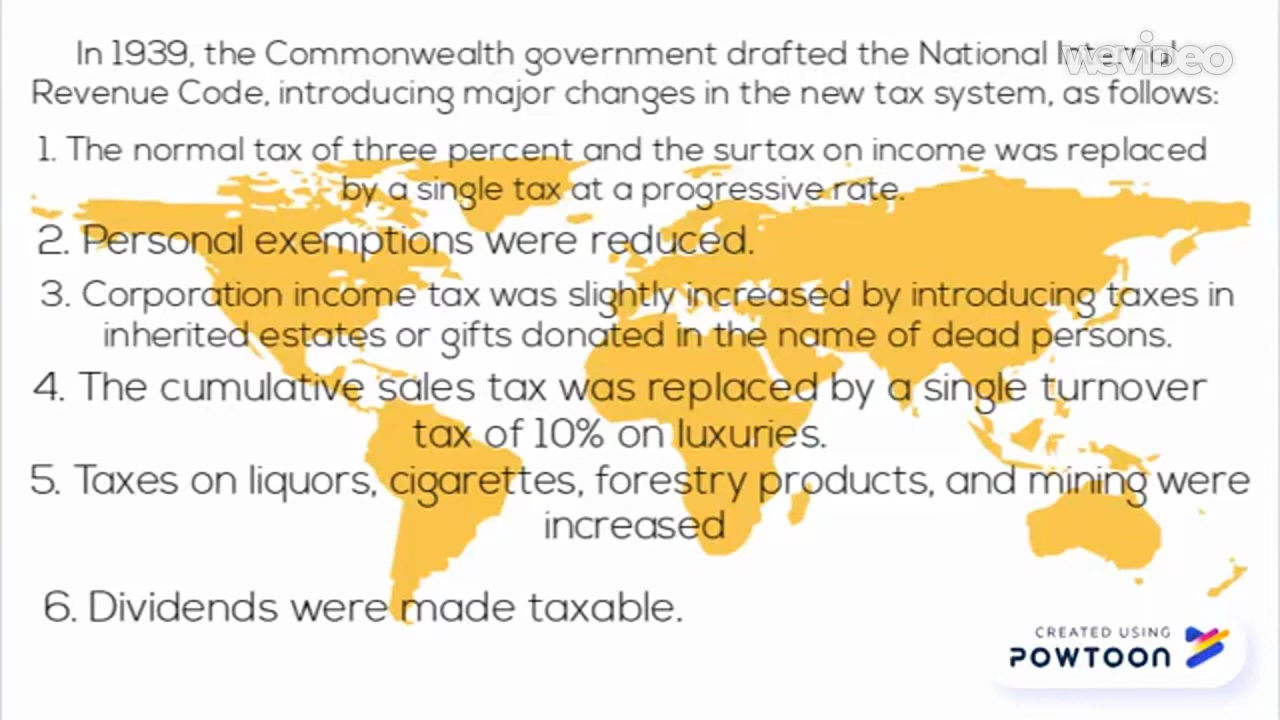 In 1939, the Commonwealth government drafted the National Internal
wevideo
Revenue Code, introducing major changes in the new tax system, as follows:
1. The normal tax of three percent and the surtax on income was replaced
by a single tax at a progressive rate.
2. Personal exemptions were reduced.
3. Corporation income tax was slightly increased by introducing taxes in
inherited estates or gifts donated in the name of dead persons.
4. The cumulative sales tax was replaced by a single turnover
tax of 10% on luxuries.
5. Taxes on liquors, cigarettes, forestry products, and mining were
increased
6. Dividends were made taxable.
CREATED USING
POWTOON